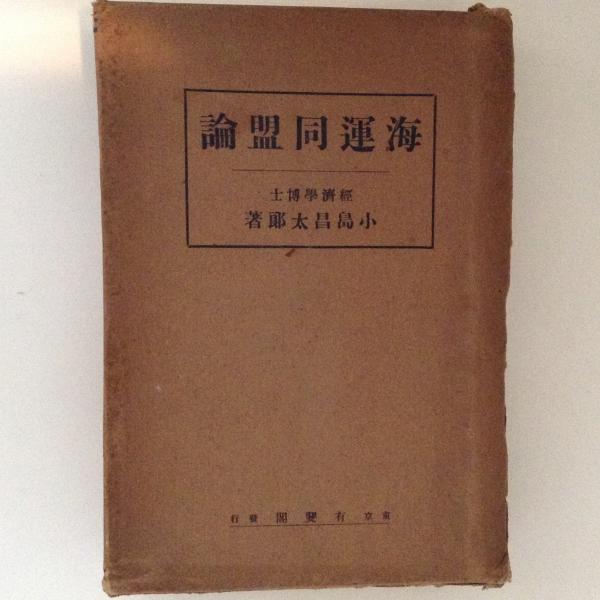 海運同盟論
經濟學博士
小島昌太郎著
東京 有斐閣 發行